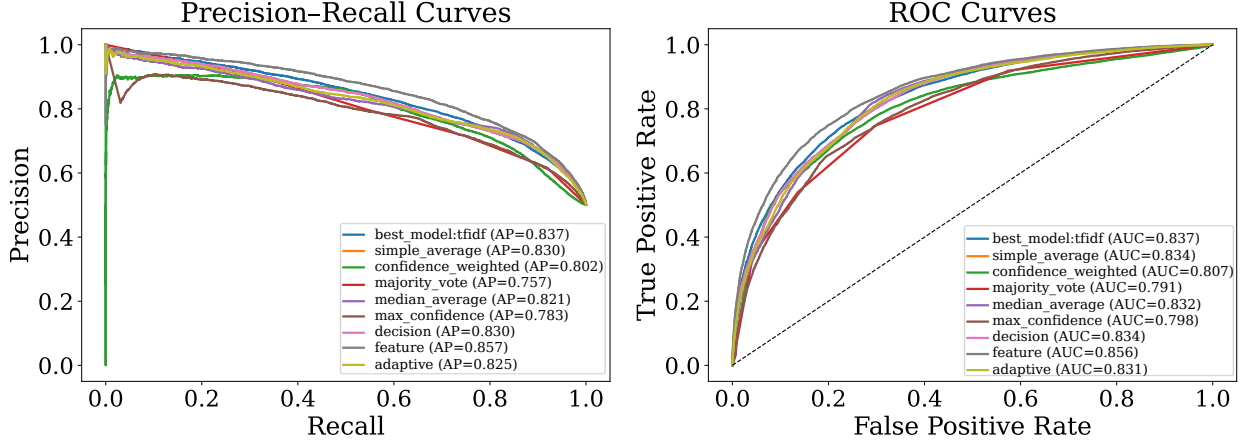 Precision–Recall Curves
Precision
1.0
0.8
0.6
0.4
0.2
0.0
best_model:tfidf (AP=0.837)
simple_average (AP=0.830)
confidence_weighted (AP=0.802)
majority_vote (AP=0.757)
median_average (AP=0.821)
max_confidence (AP=0.783)
decision (AP=0.830)
feature (AP=0.857)
adaptive (AP=0.825)
0.0 0.2 0.4 0.6 0.8 1.0
Recall
ROC Curves
True Positive Rate
1.0
0.8
0.6
0.4
0.2
0.0
best_model:tfidf (AUC=0.837)
simple_average (AUC=0.834)
confidence_weighted (AUC=0.807)
majority_vote (AUC=0.791)
median_average (AUC=0.832)
max_confidence (AUC=0.798)
decision (AUC=0.834)
feature (AUC=0.856)
adaptive (AUC=0.831)
0.0 0.2 0.4 0.6 0.8 1.0
False Positive Rate